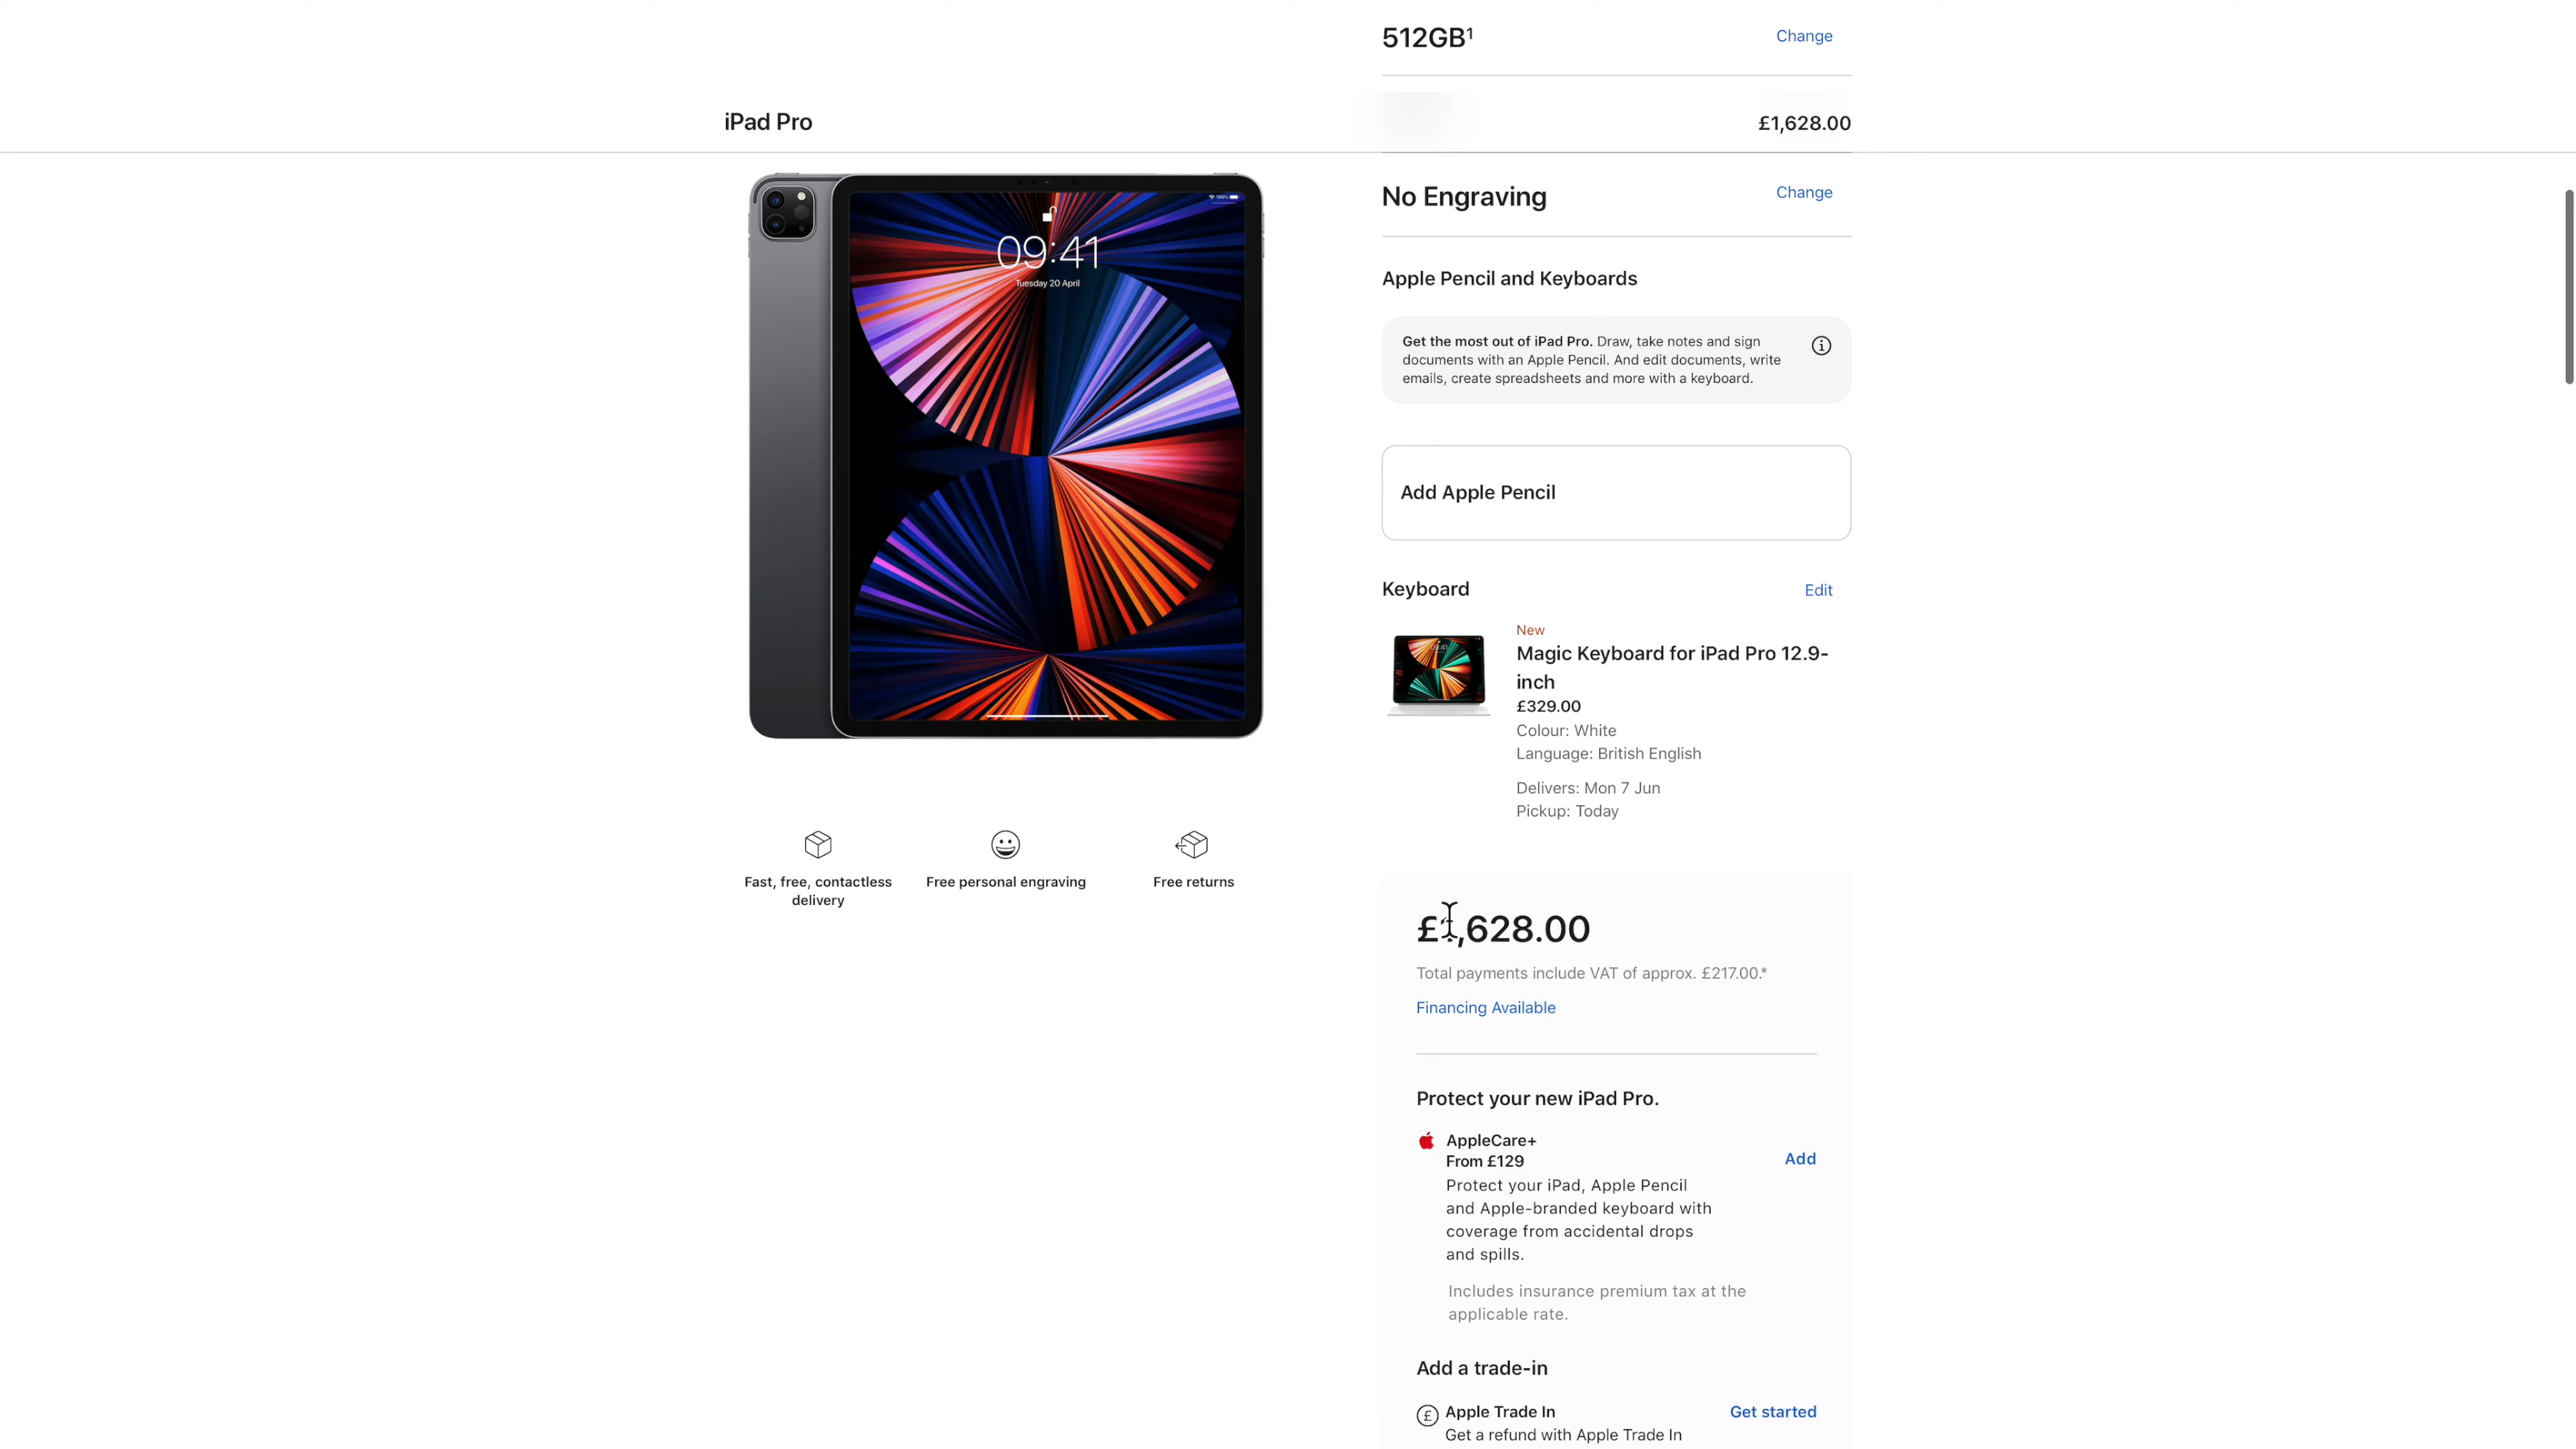 512GB¹
Change
iPad Pro
£1,628.00
No Engraving
Change
Apple Pencil and Keyboards
Get the most out of iPad Pro. Draw, take notes and sign
documents with an Apple Pencil. And edit documents, write
emails, create spreadsheets and more with a keyboard.
09:41
Tuesday 20 April
100%
Add Apple Pencil
Keyboard
Edit
New
Magic Keyboard for iPad Pro 12.9-
inch
£329.00
Colour: White
Language: British English
Delivers: Mon 7 Jun
Pickup: Today
Fast, free, contactless
delivery
Free personal engraving
Free returns
£1,628.00
Total payments include VAT of approx. £217.00.*
Financing Available
Protect your new iPad Pro.
AppleCare+
From £129
Add
Protect your iPad, Apple Pencil
and Apple-branded keyboard with
coverage from accidental drops
and spills.
Includes insurance premium tax at the
applicable rate.
Add a trade-in
£
Apple Trade In
Get started
Get a refund with Apple Trade In